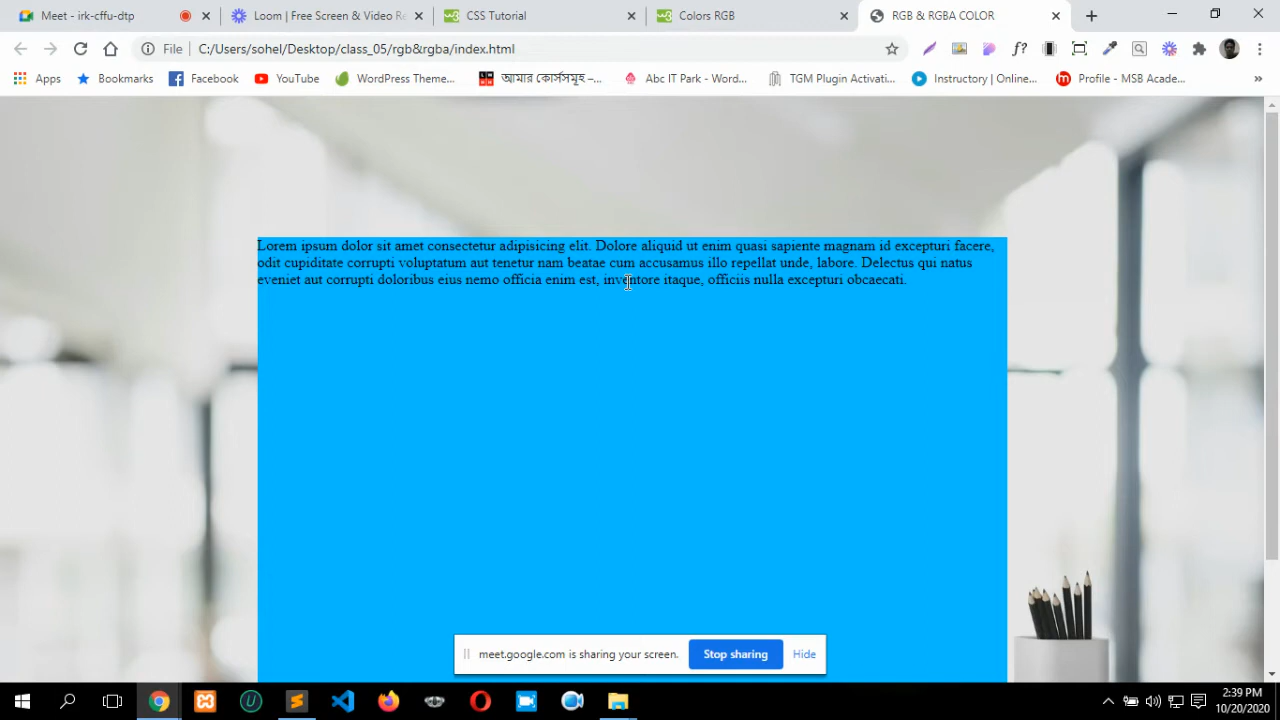 Meet - irk-cffu-dtp
Loom | Free Screen & Video Re
CSS Tutorial
Colors RGB
RGB & RGBA COLOR
File
C:/Users/sohel/Desktop/class_05/rgb&rgba/index.html
f?
Apps
Bookmarks
Facebook
YouTube
WordPress Theme...
আমার কোর্সসমূহ –...
Abc IT Park - Word...
TGM Plugin Activati...
Instructory | Online...
Profile - MSB Acade...
»
Lorem ipsum dolor sit amet consectetur adipisicing elit. Dolore aliquid ut enim quasi sapiente magnam id excepturi facere,
odit cupiditate corrupti voluptatum aut tenetur nam beatae cum accusamus illo repellat unde, labore. Delectus qui natus
eveniet aut corrupti doloribus eius nemo officia enim est, inventore itaque, officiis nulla excepturi obcaecati.
meet.google.com is sharing your screen.
Stop sharing
Hide
2:39 PM
10/20/2020